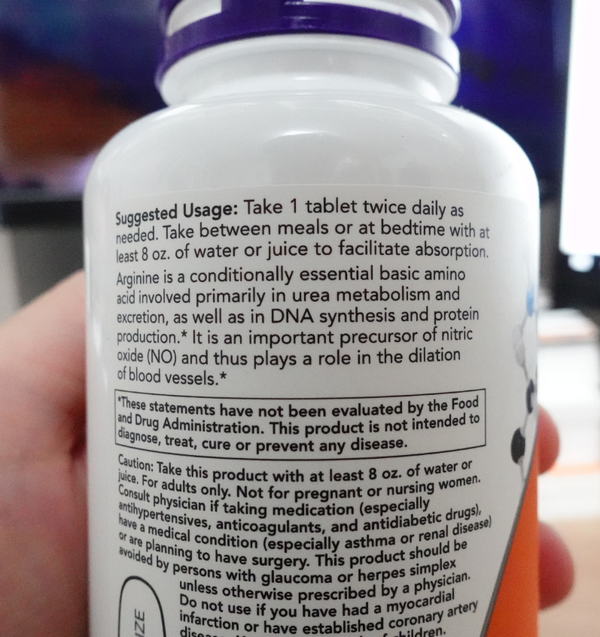 Suggested Usage: Take 1 tablet twice daily as
needed. Take between meals or at bedtime with at
least 8 oz. of water or juice to facilitate absorption.
Arginine is a conditionally essential basic amino
acid involved primarily in urea metabolism and
excretion, as well as in DNA synthesis and protein
production.* It is an important precursor of nitric
oxide (NO) and thus plays a role in the dilation
of blood vessels.*
*These statements have not been evaluated by the Food
and Drug Administration. This product is not intended to
diagnose, treat, cure or prevent any disease.
Caution: Take this product with at least 8 oz. of water or
juice. For adults only. Not for pregnant or nursing women.
Consult physician if taking medication (especially
antihypertensives, anticoagulants, and antidiabetic drugs),
have a medical condition (especially asthma or renal disease)
or are planning to have surgery. This product should be
avoided by persons with glaucoma or herpes simplex
unless otherwise prescribed by a physician.
Do not use if you have had a myocardial
infarction or have established coronary artery
children.